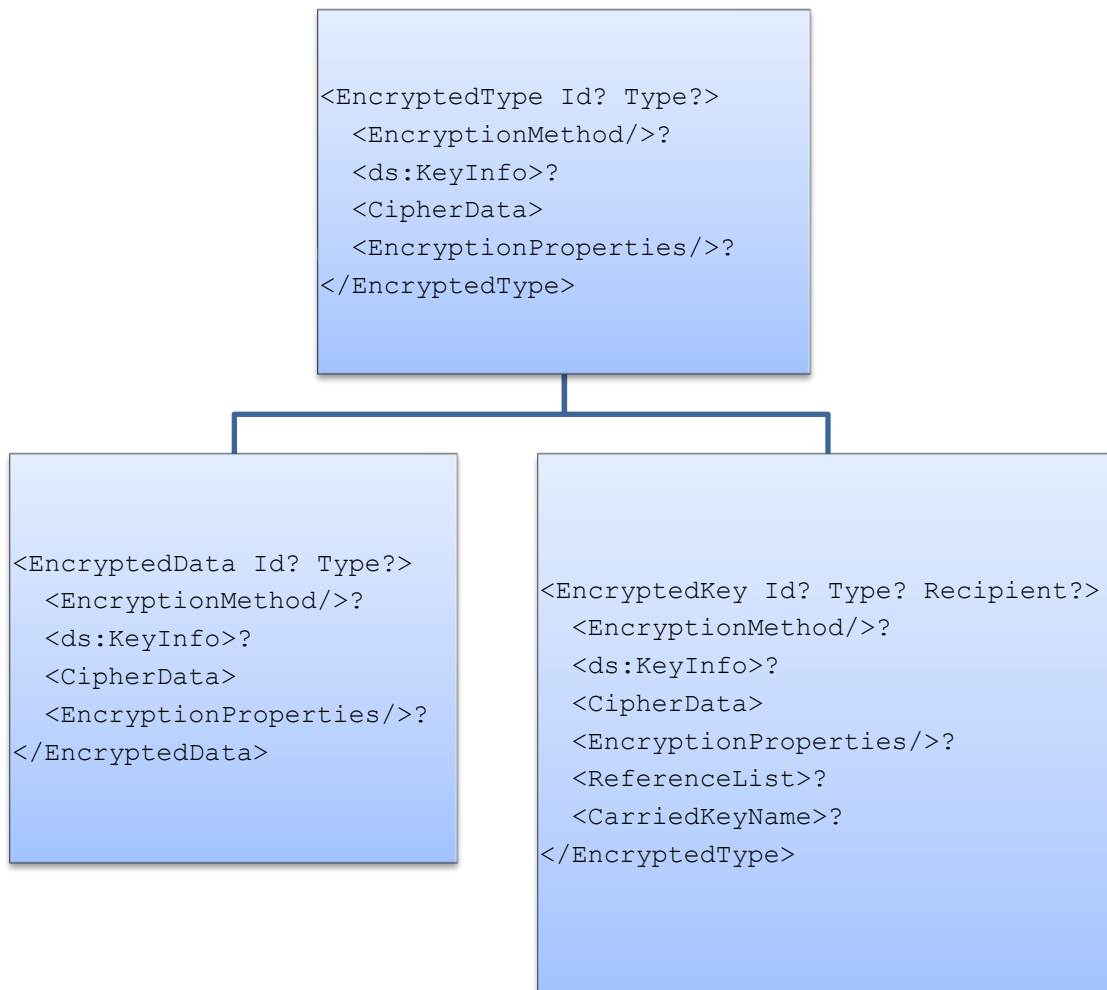 <EncryptedType Id? Type?>
<EncryptionMethod/>?
<ds:KeyInfo>?
<CipherData>
<EncryptionProperties/>?
</EncryptedType>
<EncryptedData Id? Type?>
<EncryptionMethod/>?
<ds:KeyInfo>?
<CipherData>
<EncryptionProperties/>?
</EncryptedData>
<EncryptedKey Id? Type? Recipient?>
<EncryptionMethod/>?
<ds:KeyInfo>?
<CipherData>
<EncryptionProperties/>?
<ReferenceList>?
<CarriedKeyName>?
</EncryptedType>